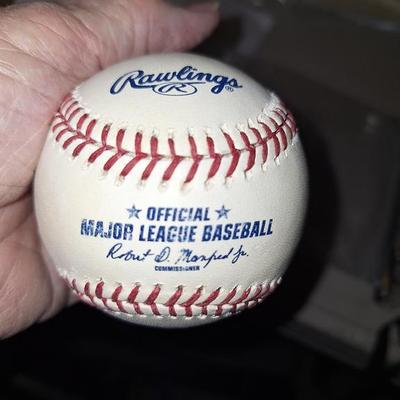 Rawlings®
R
★ OFFICIAL ★
MAJOR LEAGUE BASEBALL
Robert D. Manfred Jr.
COMMISSIONER